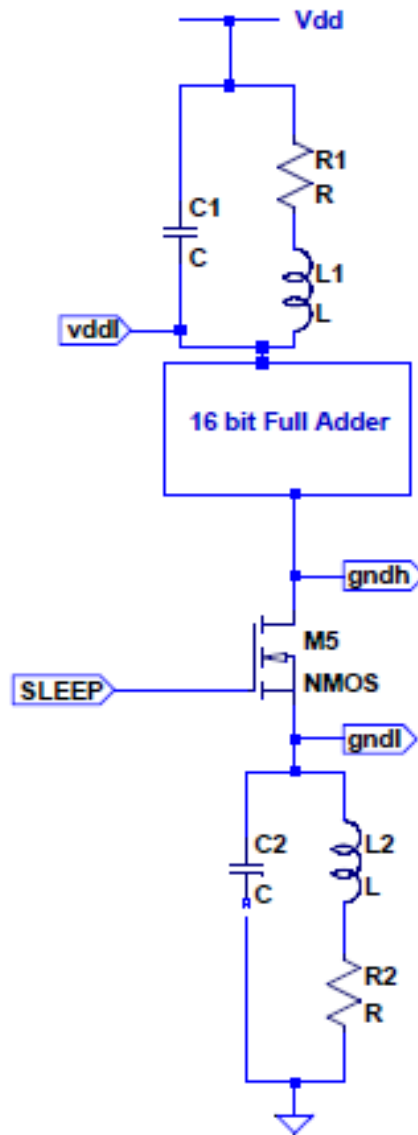 Vdd
R1
R
C1
C
L1
L
vddl
16 bit Full Adder
gndh
M5
NMOS
SLEEP
gndl
C2
C
L2
L
R2
R